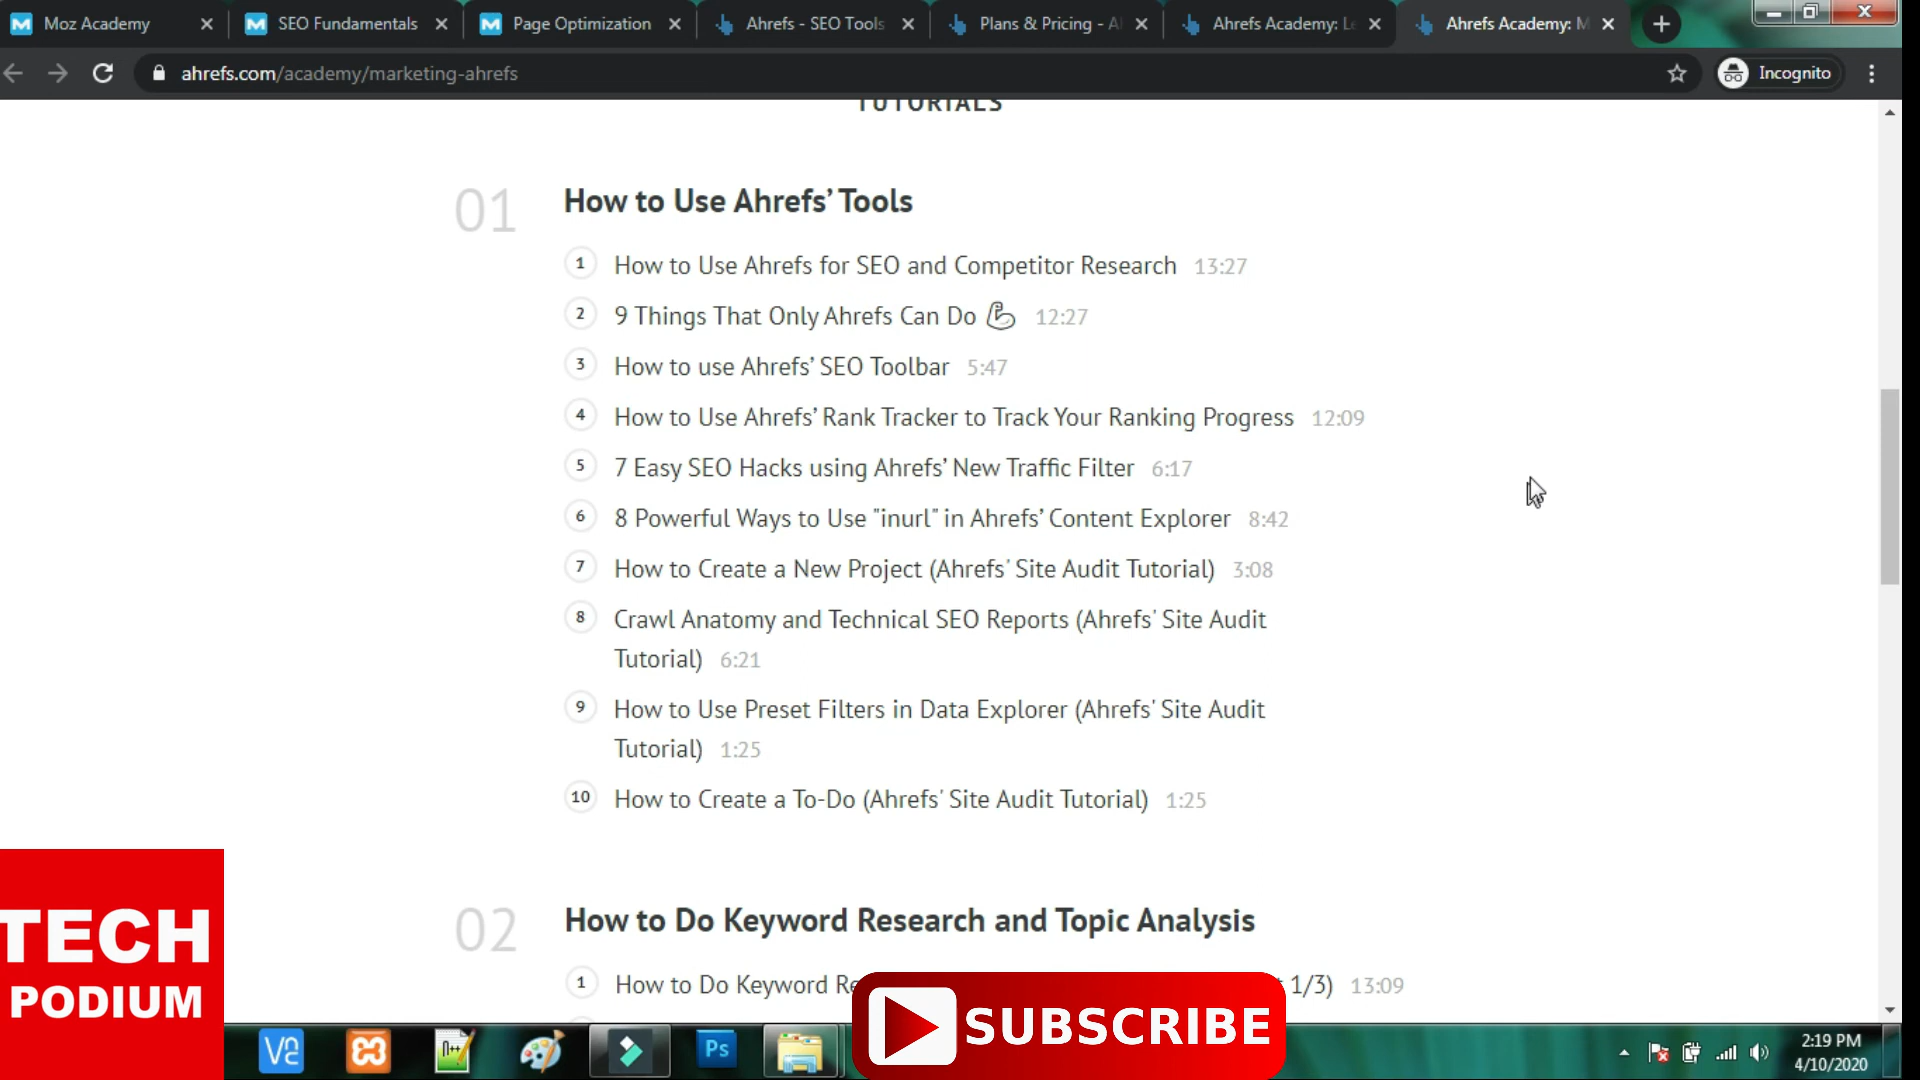 Moz Academy
SEO Fundamentals
Page Optimization
Ahrefs - SEO Tools
Plans & Pricing - A
Ahrefs Academy: Le
Ahrefs Academy: M
ahrefs.com/academy/marketing-ahrefs
Incognito
TUTORIALS
01
How to Use Ahrefs’ Tools
1 How to Use Ahrefs for SEO and Competitor Research 13:27
2 9 Things That Only Ahrefs Can Do 12:27
3 How to use Ahrefs’ SEO Toolbar 5:47
4 How to Use Ahrefs’ Rank Tracker to Track Your Ranking Progress 12:09
5 7 Easy SEO Hacks using Ahrefs’ New Traffic Filter 6:17
6 8 Powerful Ways to Use "inurl" in Ahrefs’ Content Explorer 8:42
7 How to Create a New Project (Ahrefs' Site Audit Tutorial) 3:08
8 Crawl Anatomy and Technical SEO Reports (Ahrefs' Site Audit
Tutorial) 6:21
9 How to Use Preset Filters in Data Explorer (Ahrefs' Site Audit
Tutorial) 1:25
10 How to Create a To-Do (Ahrefs' Site Audit Tutorial) 1:25
02
How to Do Keyword Research and Topic Analysis
1 How to Do Keyword Re 1/3) 13:09
TECH
PODIUM
SUBSCRIBE
Ps
2:19 PM
4/10/2020